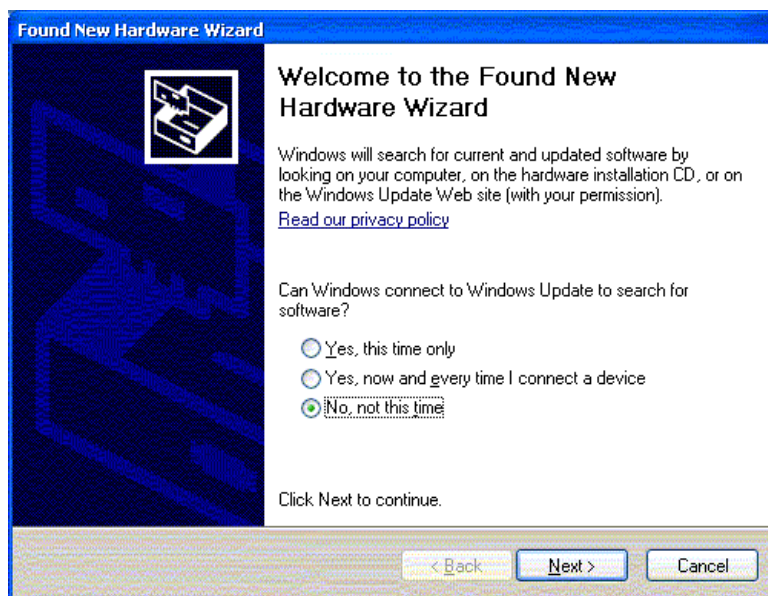 Found New Hardware Wizard
Welcome to the Found New
Hardware Wizard
Windows will search for current and updated software by
looking on your computer, on the hardware installation CD, or on
the Windows Update Web site (with your permission).
Read our privacy policy
Can Windows connect to Windows Update to search for
software?
Yes, this time only
Yes, now and every time I connect a device
No, not this time
Click Next to continue.
< Back
Next >
Cancel